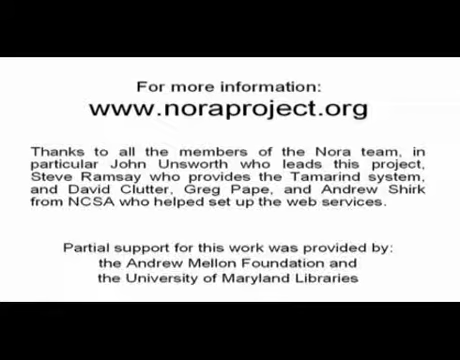 For more information:
www.noraproject.org
Thanks to all the members of the Nora team, in
particular John Unsworth who leads this project,
Steve Ramsay who provides the Tamarind system,
and David Clutter, Greg Pape, and Andrew Shirk
from NCSA who helped set up the web services.
Partial support for this work was provided by:
the Andrew Mellon Foundation and
the University of Maryland Libraries